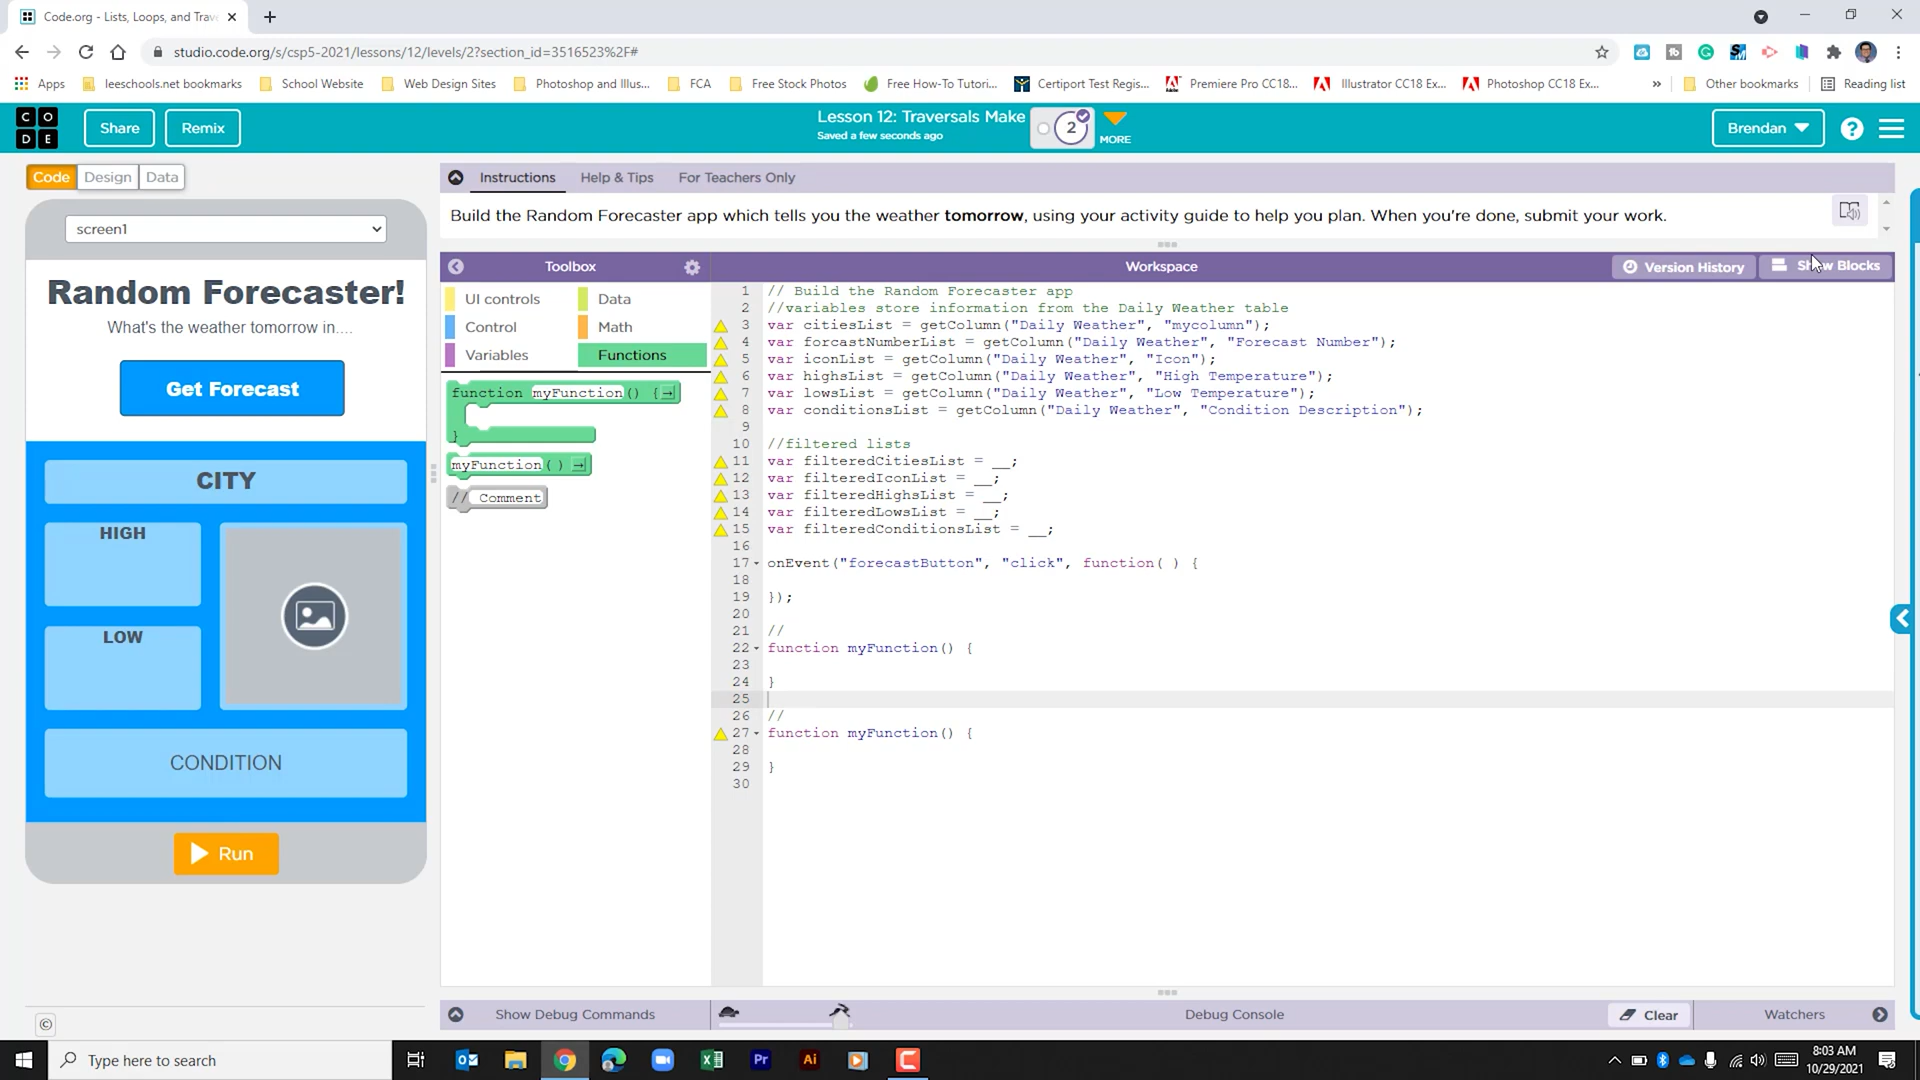 Code.org - Lists, Loops, and Trav
studio.code.org/s/csp5-2021/lessons/12/levels/2?section_id=3516523%2F#
Apps
leeschools.net bookmarks
School Website
Web Design Sites
Photoshop and Illus...
FCA
Free Stock Photos
Free How-To Tutori...
Certiport Test Regis...
Premiere Pro CC18...
Illustrator CC18 Ex...
Photoshop CC18 Ex...
»
Other bookmarks
Reading list
C O
D E
Share
Remix
Lesson 12: Traversals Make
Saved a few seconds ago
2
MORE
Brendan
?
Code
Design
Data
Instructions
Help & Tips
For Teachers Only
Build the Random Forecaster app which tells you the weather tomorrow, using your activity guide to help you plan. When you're done, submit your work.
screen1
Random Forecaster!
What's the weather tomorrow in....
Get Forecast
CITY
HIGH
LOW
CONDITION
Run
Toolbox
Workspace
Version History
Show Blocks
UI controls
Data
Control
Math
Variables
Functions
function myFunction() {
}
myFunction()
// Comment
1 // Build the Random Forecaster app
2 //variables store information from the Daily Weather table
3 var citiesList = getColumn("Daily Weather", "mycolumn");
4 var forcastNumberList = getColumn("Daily Weather", "Forecast Number");
5 var iconList = getColumn("Daily Weather", "Icon");
6 var highsList = getColumn("Daily Weather", "High Temperature");
7 var lowsList = getColumn("Daily Weather", "Low Temperature");
8 var conditionsList = getColumn("Daily Weather", "Condition Description");
9
10 //filtered lists
11 var filteredCitiesList = __;
12 var filteredIconList = __;
13 var filteredHighsList = __;
14 var filteredLowsList = __;
15 var filteredConditionsList = __;
16
17 onEvent("forecastButton", "click", function( ) {
18
19 });
20
21 //
22 function myFunction() {
23
24 }
25
26 //
27 function myFunction() {
28
29 }
30
Show Debug Commands
Debug Console
Clear
Watchers
©
Type here to search
Pr
Ai
8:03 AM
10/29/2021